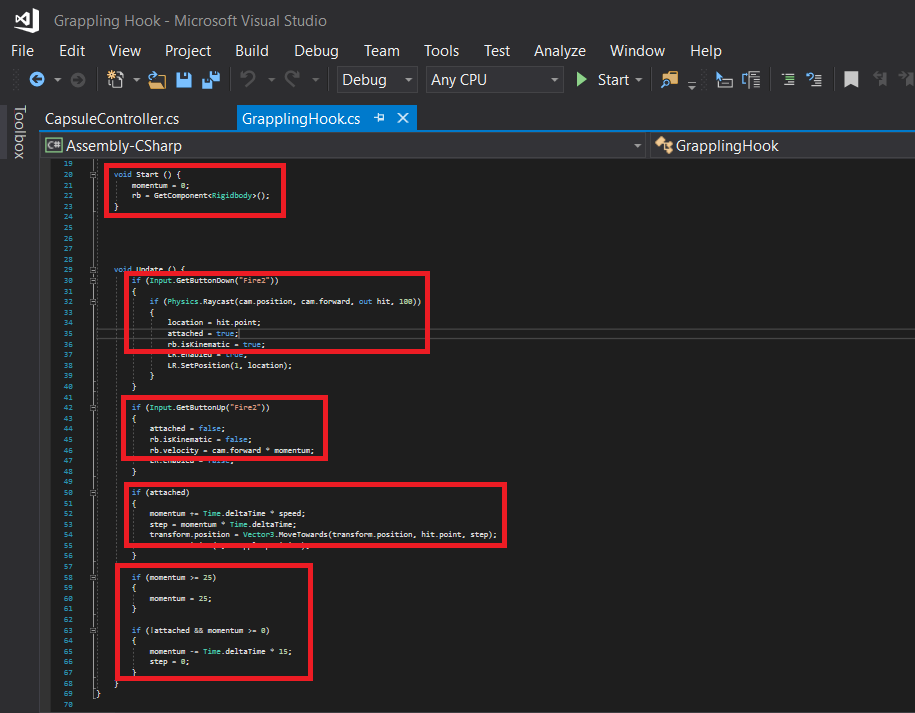 Grappling Hook - Microsoft Visual Studio
File Edit View Project Build Debug Team Tools Test Analyze Window Help
Debug Any CPU Start
Toolbox
CapsuleController.cs GrapplingHook.cs
C# Assembly-CSharp GrapplingHook
19
20 void Start () {
21 momentum = 0;
22 rb = GetComponent<Rigidbody>();
23 }
24
25
26
27
28
29 void Update () {
30 if (Input.GetButtonDown("Fire2"))
31 {
32 if (Physics.Raycast(cam.position, cam.forward, out hit, 100))
33 {
34 location = hit.point;
35 attached = true;
36 rb.isKinematic = true;
37 LR.enabled = true;
38 LR.SetPosition(1, location);
39 }
40 }
41
42 if (Input.GetButtonUp("Fire2"))
43 {
44 attached = false;
45 rb.isKinematic = false;
46 rb.velocity = cam.forward * momentum;
47 LR.enabled = false;
48 }
49
50 if (attached)
51 {
52 momentum += Time.deltaTime * speed;
53 step = momentum * Time.deltaTime;
54 transform.position = Vector3.MoveTowards(transform.position, hit.point, step);
55
56 }
57
58 if (momentum >= 25)
59 {
60 momentum = 25;
61 }
62
63 if (!attached && momentum >= 0)
64 {
65 momentum -= Time.deltaTime * 15;
66 step = 0;
67 }
68 }
69 }
70